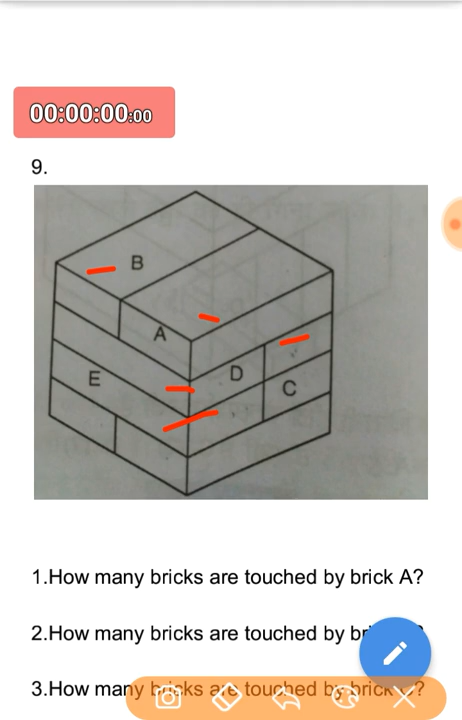 00:00:00:00
9.
B
A
D
E
C
1.How many bricks are touched by brick A?
2.How many bricks are touched by
3.How many bricks are touched by brick ?